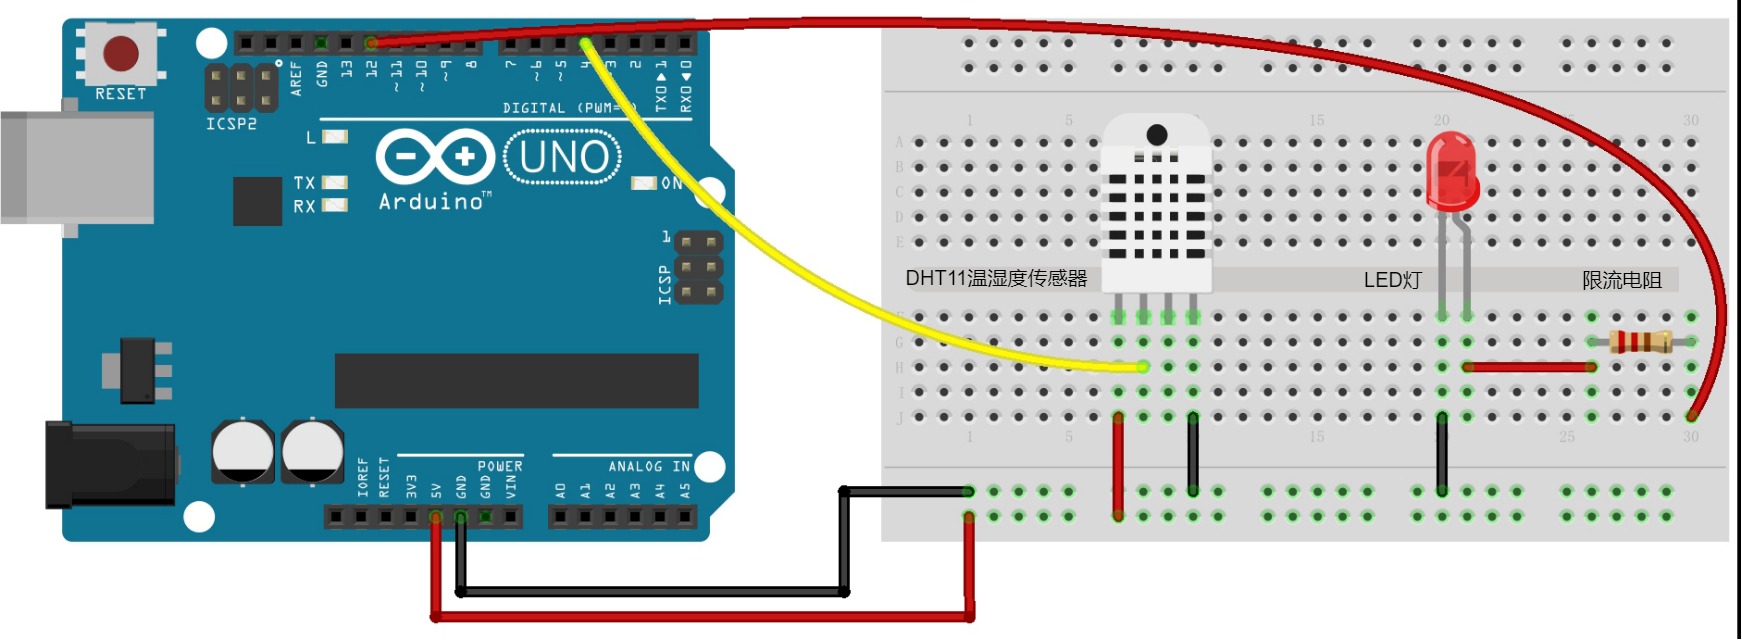 RESET
ICSP2
AREF
GND
13
12
~11
~10
~9
8
7
~6
~5
4
2
TX0▶1
RX0◀0
DIGITAL (PWM=
L
TX
RX
UNO
Arduino™
ON
1
ICSP
IOREF
RESET
3V3
5V
GND
GND
VIN
POWER
ANALOG IN
A0
A1
A2
A3
A4
A5
1
5
15
20
30
A
B
C
D
E
DHT11温湿度传感器
LED灯
限流电阻
G
H
I
J
1
5
15
25
30